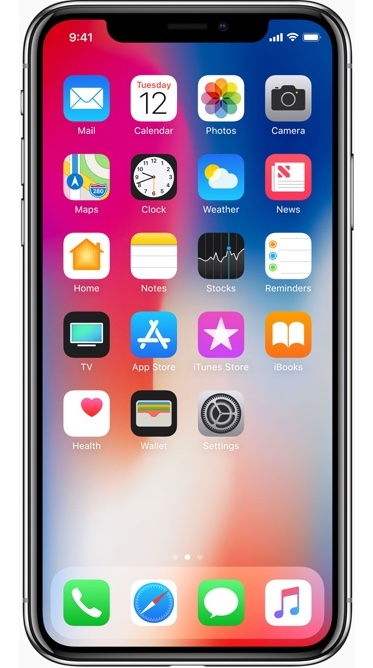 9:41
Tuesday
12
Mail Calendar Photos Camera
280
Maps Clock Weather News
Home Notes Stocks Reminders
TV App Store iTunes Store iBooks
Health Wallet Settings